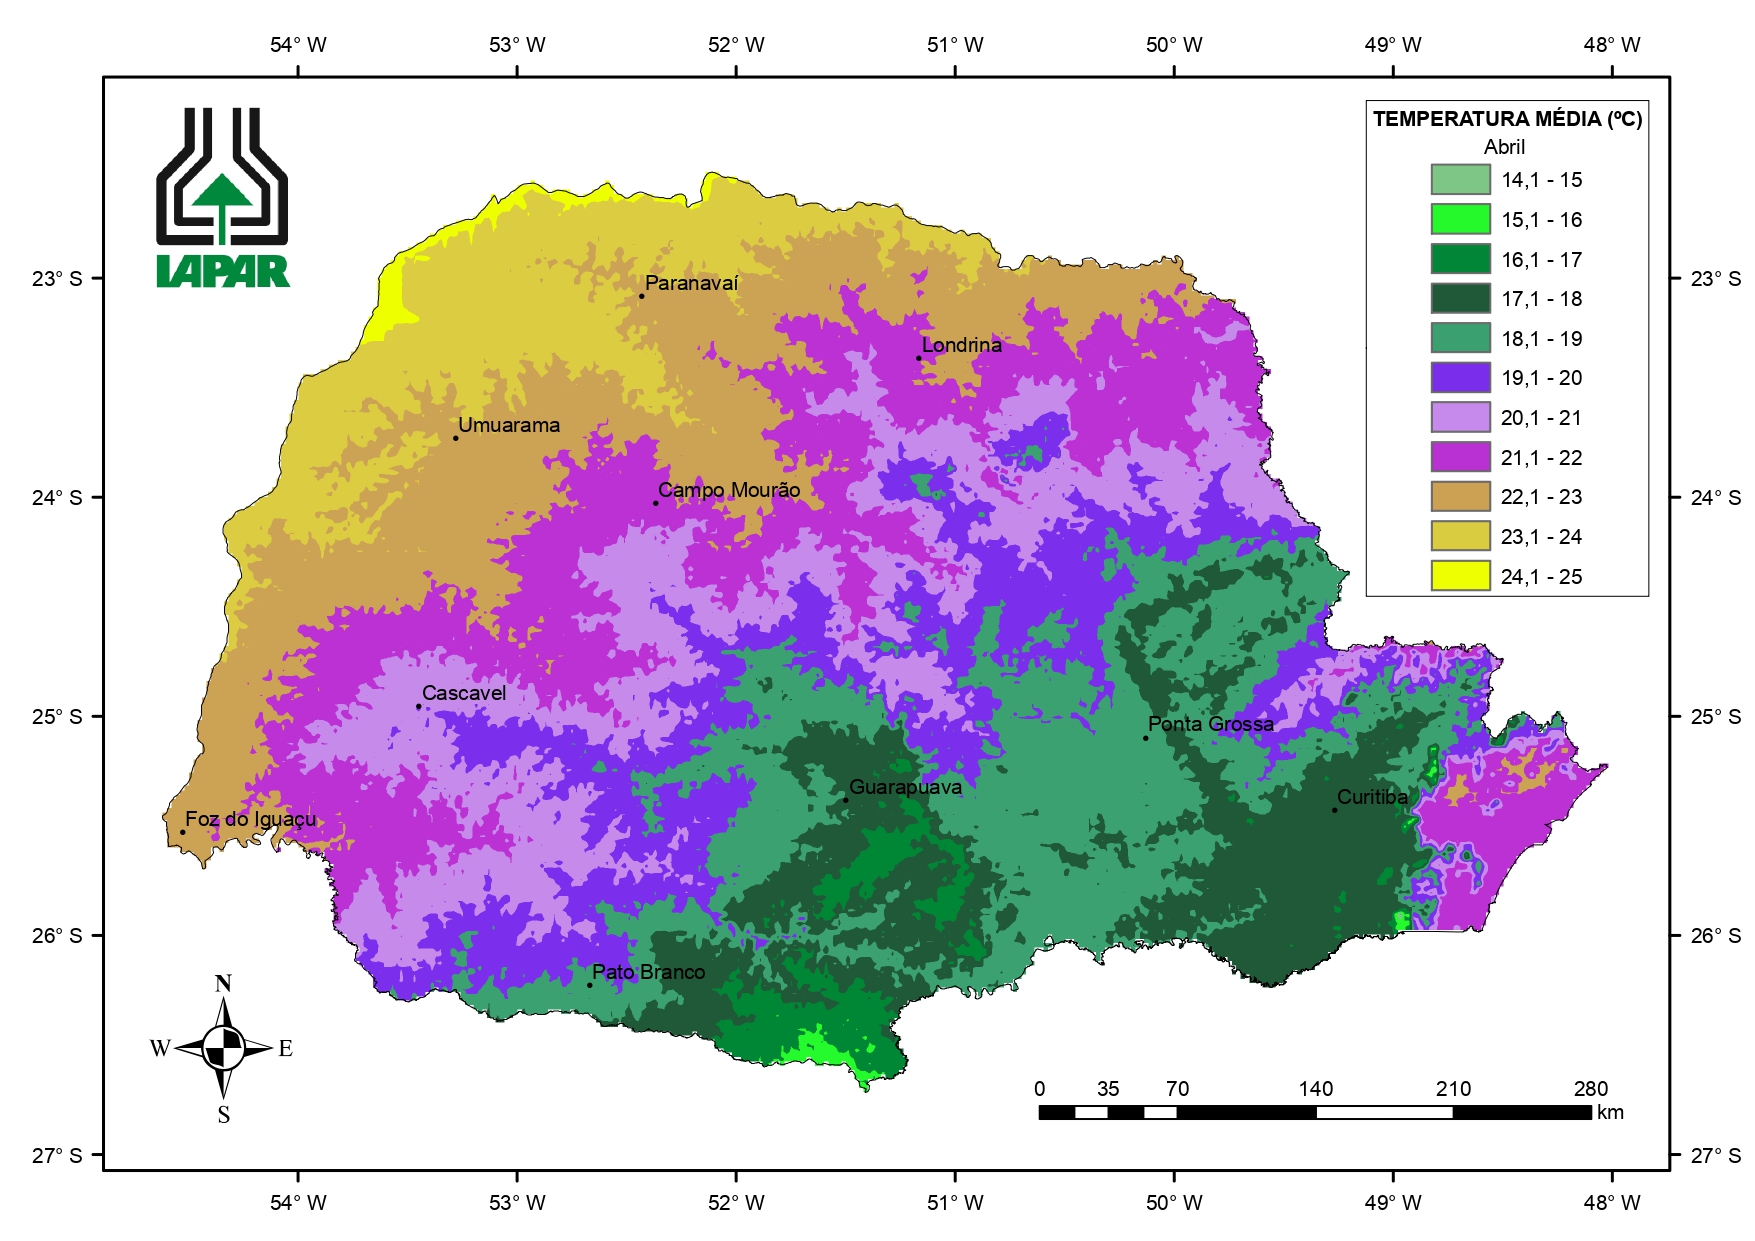 54° W 53° W 52° W 51° W 50° W 49° W 48° W
IAPAR
TEMPERATURA MÉDIA (ºC)
Abril
14,1 - 15
15,1 - 16
16,1 - 17
17,1 - 18
18,1 - 19
19,1 - 20
20,1 - 21
21,1 - 22
22,1 - 23
23,1 - 24
24,1 - 25
23° S 23° S
Paranavaí
Londrina
Umuarama
Campo Mourão
24° S 24° S
Cascavel
25° S 25° S
Ponta Grossa
Guarapuava
Curitiba
Foz do Iguaçu
26° S 26° S
Pato Branco
N
W E
S
0 35 70 140 210 280
km
27° S 27° S
54° W 53° W 52° W 51° W 50° W 49° W 48° W